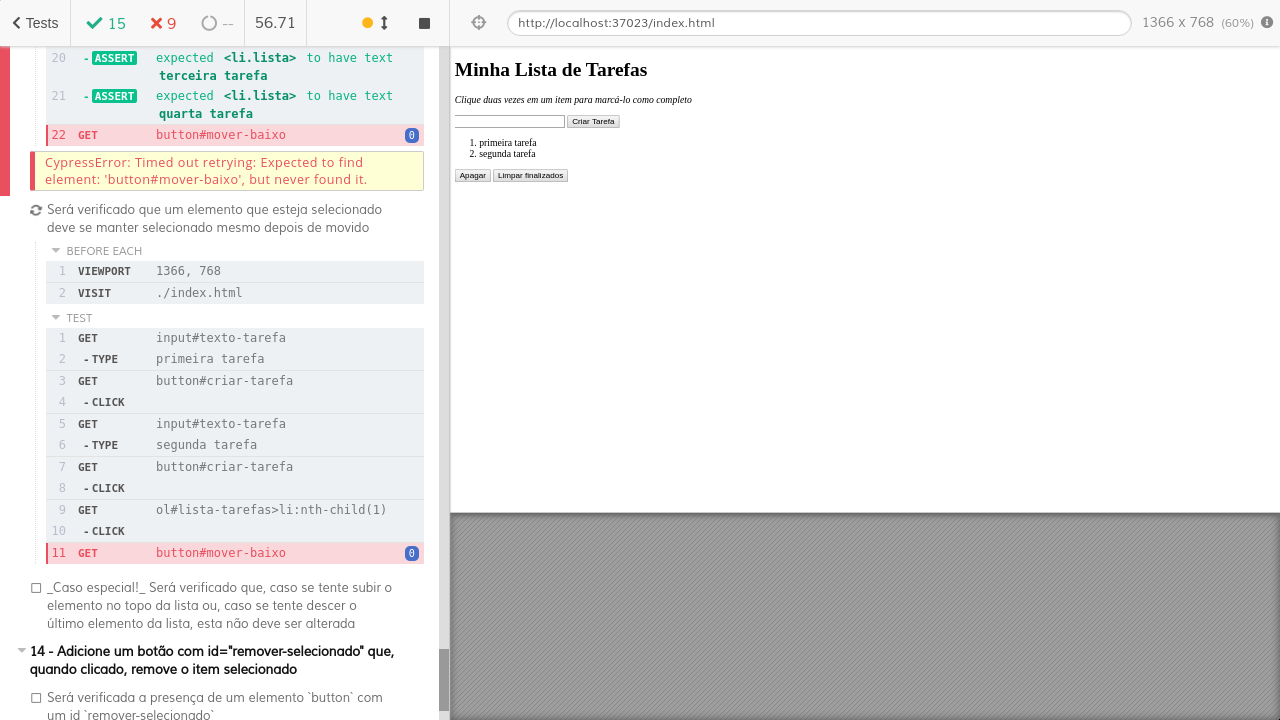 Tests 15 9 -- 56.71 http://localhost:37023/index.html 1366 x 768 (60%)
20 - ASSERT expected <li.lista> to have text
terceira tarefa
21 - ASSERT expected <li.lista> to have text
quarta tarefa
22 GET button#mover-baixo 0
CypressError: Timed out retrying: Expected to find
element: 'button#mover-baixo', but never found it.
Será verificado que um elemento que esteja selecionado
deve se manter selecionado mesmo depois de movido
BEFORE EACH
1 VIEWPORT 1366, 768
2 VISIT ./index.html
TEST
1 GET input#texto-tarefa
2 - TYPE primeira tarefa
3 GET button#criar-tarefa
4 - CLICK
5 GET input#texto-tarefa
6 - TYPE segunda tarefa
7 GET button#criar-tarefa
8 - CLICK
9 GET ol#lista-tarefas>li:nth-child(1)
10 - CLICK
11 GET button#mover-baixo 0
_Caso especial!_ Será verificado que, caso se tente subir o
elemento no topo da lista ou, caso se tente descer o
último elemento da lista, esta não deve ser alterada
14 - Adicione um botão com id="remover-selecionado" que,
quando clicado, remove o item selecionado
Será verificada a presença de um elemento `button` com
um id `remover-selecionado`
Minha Lista de Tarefas
Clique duas vezes em um item para marcá-lo como completo
Criar Tarefa
1. primeira tarefa
2. segunda tarefa
Apagar Limpar finalizados